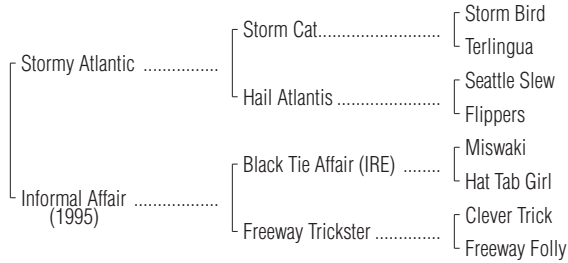 Storm Bird
Storm Cat..............................
Terlingua
Stormy Atlantic ................
Seattle Slew
Hail Atlantis ..........................
Flippers
Miswaki
Black Tie Affair (IRE) ........
Hat Tab Girl
Informal Affair ..................
(1995)
Clever Trick
Freeway Trickster ................
Freeway Folly